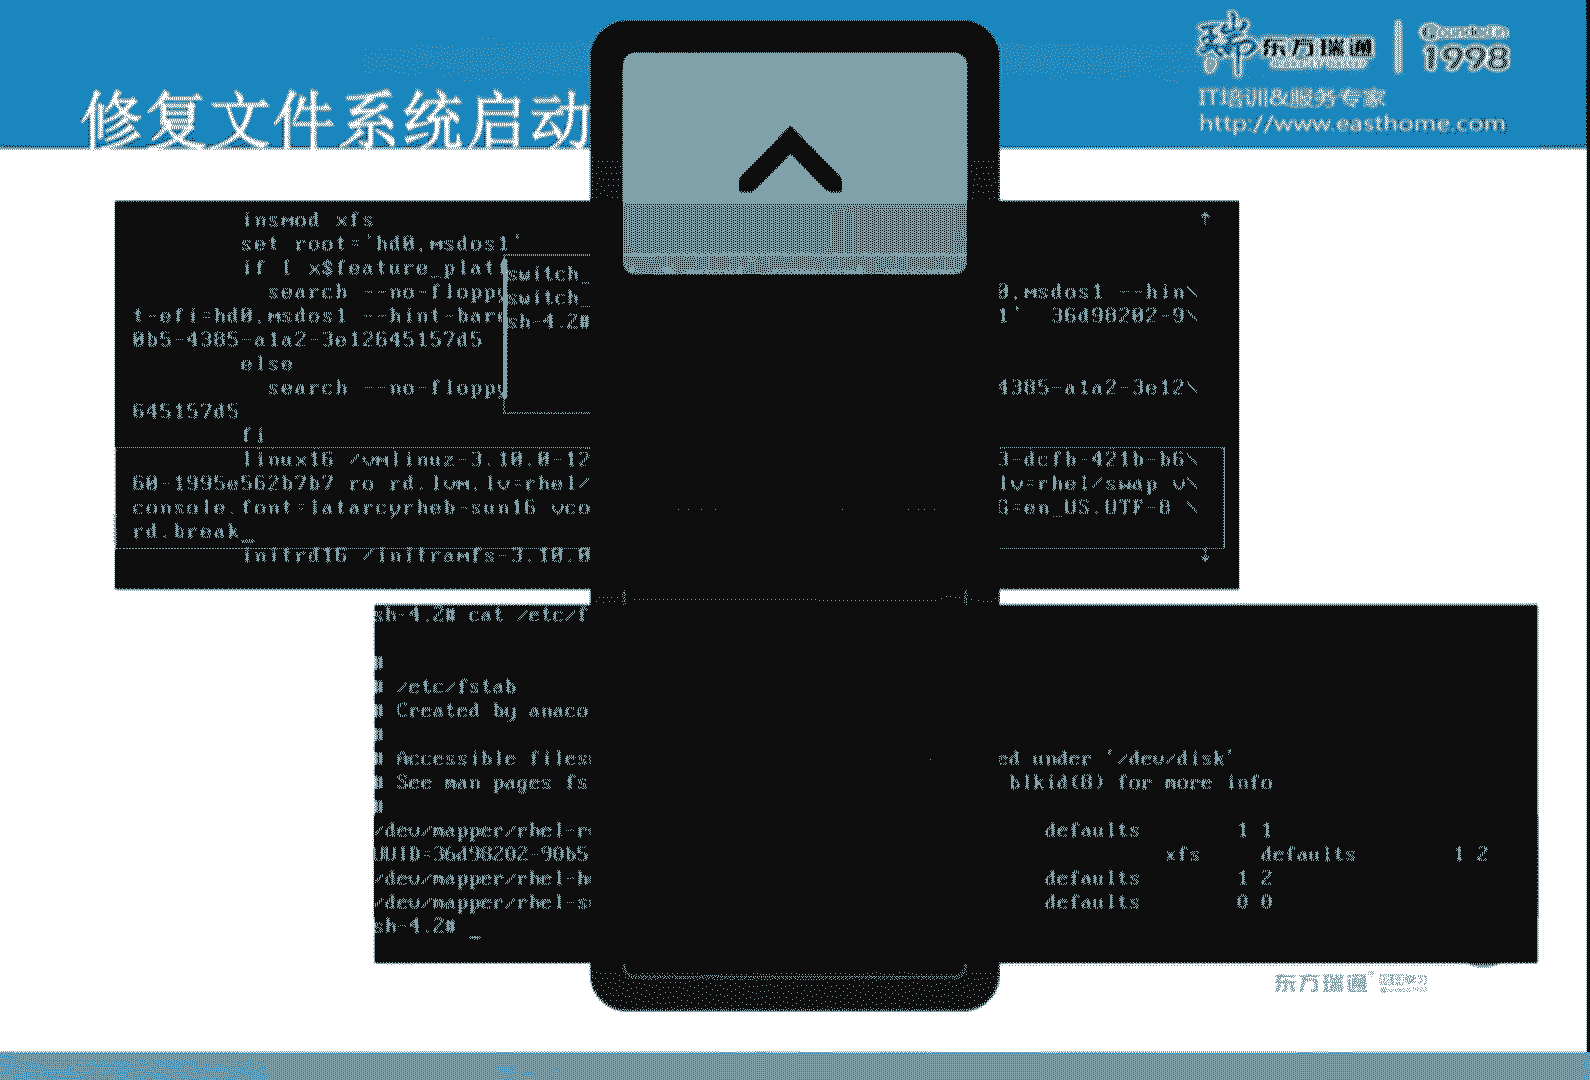 修复文件系统启动
东方瑞通
1998
IT培训&服务专家
http://www.easthome.com
insmod xfs
set root='hd0,msdos1'
if [ x$feature_platf
search --no-floppy
0,msdos1 --hin\
t-efi=hd0,msdos1 --hint-bare
1' 36d98202-9\
0b5-4385-a1a2-3e12645157d5
else
search --no-floppy
4385-a1a2-3e12\
645157d5
fi
linux16 /vmlinuz-3.10.0-12
3-dcfb-421b-b6\
60-1995e562b7b7 ro rd.lvm.lv=rhel/
lv=rhel/swap v\
console.font=latarcyrheb-sun16 vco
G=en_US.UTF-8 \
rd.break_
initrd16 /initramfs-3.10.0
switch_
switch_
sh-4.2#
sh-4.2# cat /etc/f
#
# /etc/fstab
# Created by anaco
#
# Accessible files
ed under '/dev/disk'
# See man pages fs
blkid(8) for more info
#
/dev/mapper/rhel-r
defaults 1 1
UUID=36d98202-90b5
xfs defaults 1 2
/dev/mapper/rhel-h
defaults 1 2
/dev/mapper/rhel-s
defaults 0 0
sh-4.2# _
东方瑞通